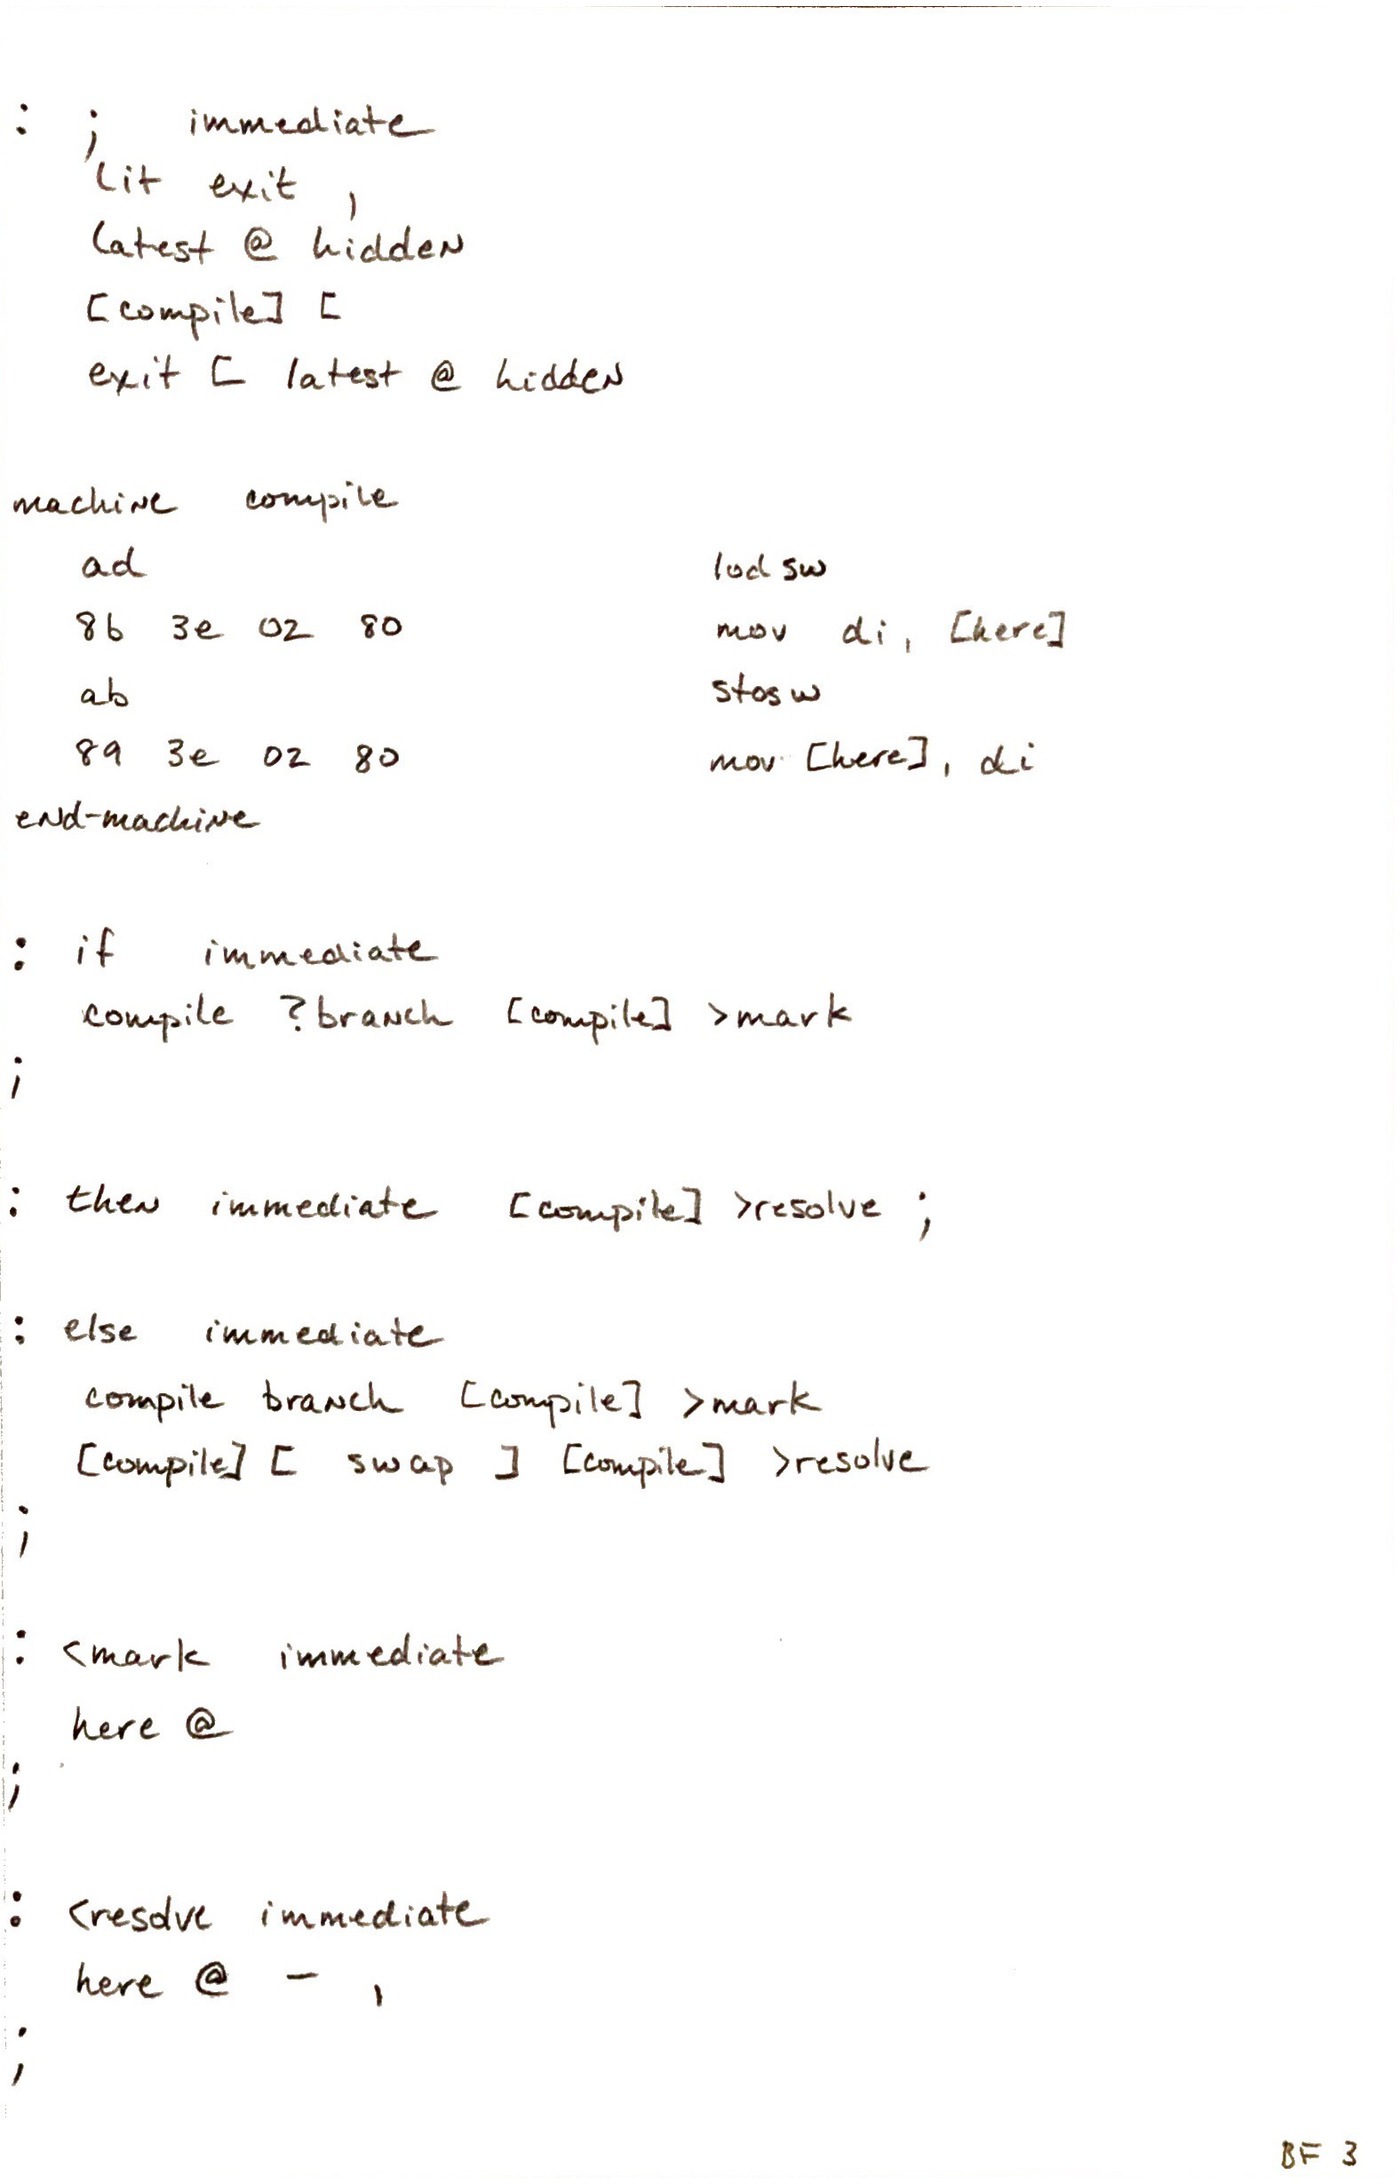 : ; immediate
lit exit ,
latest @ hidden
[compile] [
exit [ latest @ hidden
machine compile
ad lodsw
8b 3e 02 80 mov di, [here]
ab stosw
89 3e 02 80 mov [here], di
end-machine
: if immediate
compile ?branch [compile] >mark
;
: then immediate [compile] >resolve ;
: else immediate
compile branch [compile] >mark
[compile] [ swap ] [compile] >resolve
;
: <mark immediate
here @
;
: <resolve immediate
here @ - ,
;
BF 3